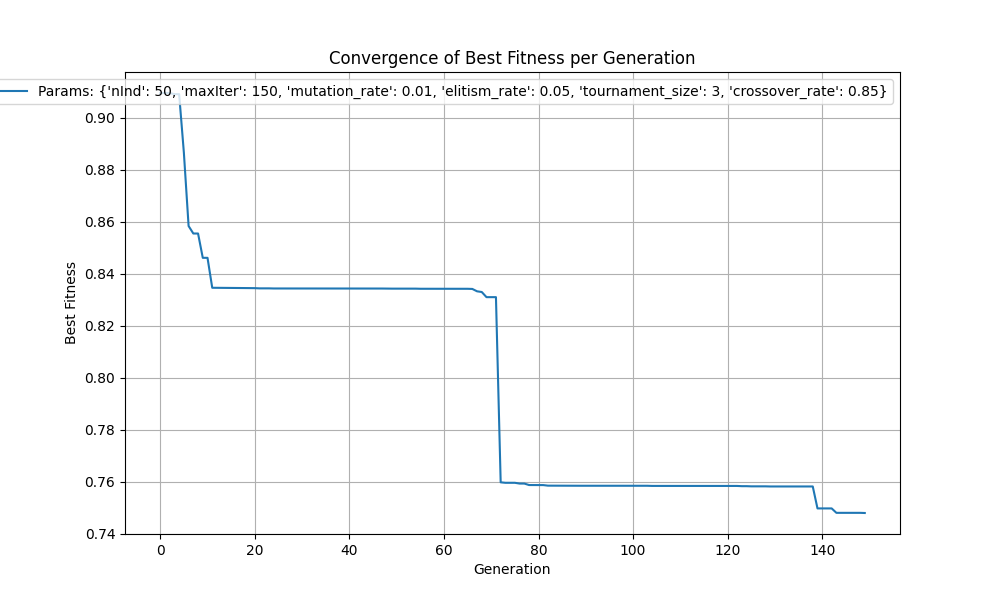 Convergence of Best Fitness per Generation
Params: {'nInd': 50, 'maxIter': 150, 'mutation_rate': 0.01, 'elitism_rate': 0.05, 'tournament_size': 3, 'crossover_rate': 0.85}
0.90
0.88
0.86
0.84
0.82
0.80
0.78
0.76
0.74
Best Fitness
0 20 40 60 80 100 120 140
Generation